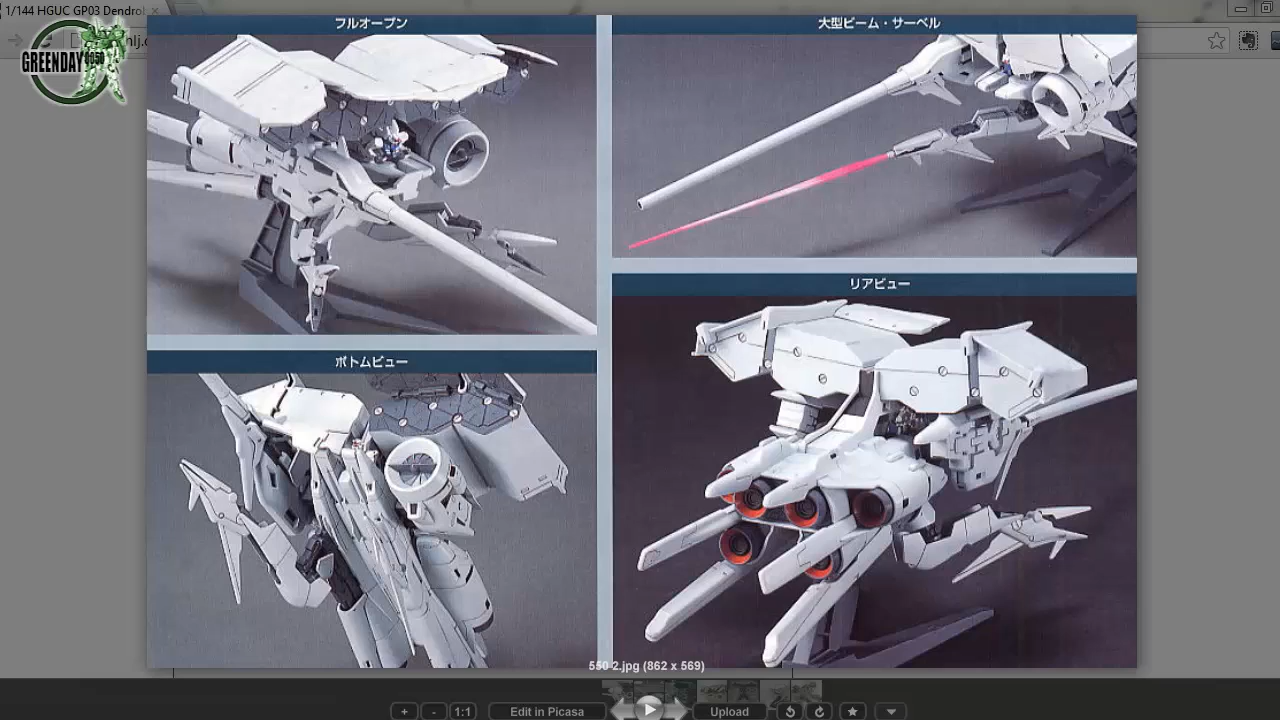 1/144 HGUC GP03 Dendrob
GREENDAY
フルオープン
大型ビーム・サーベル
ボトムビュー
リアビュー
550 2.jpg (862 x 569)
+
-
1:1
Edit in Picasa
Upload